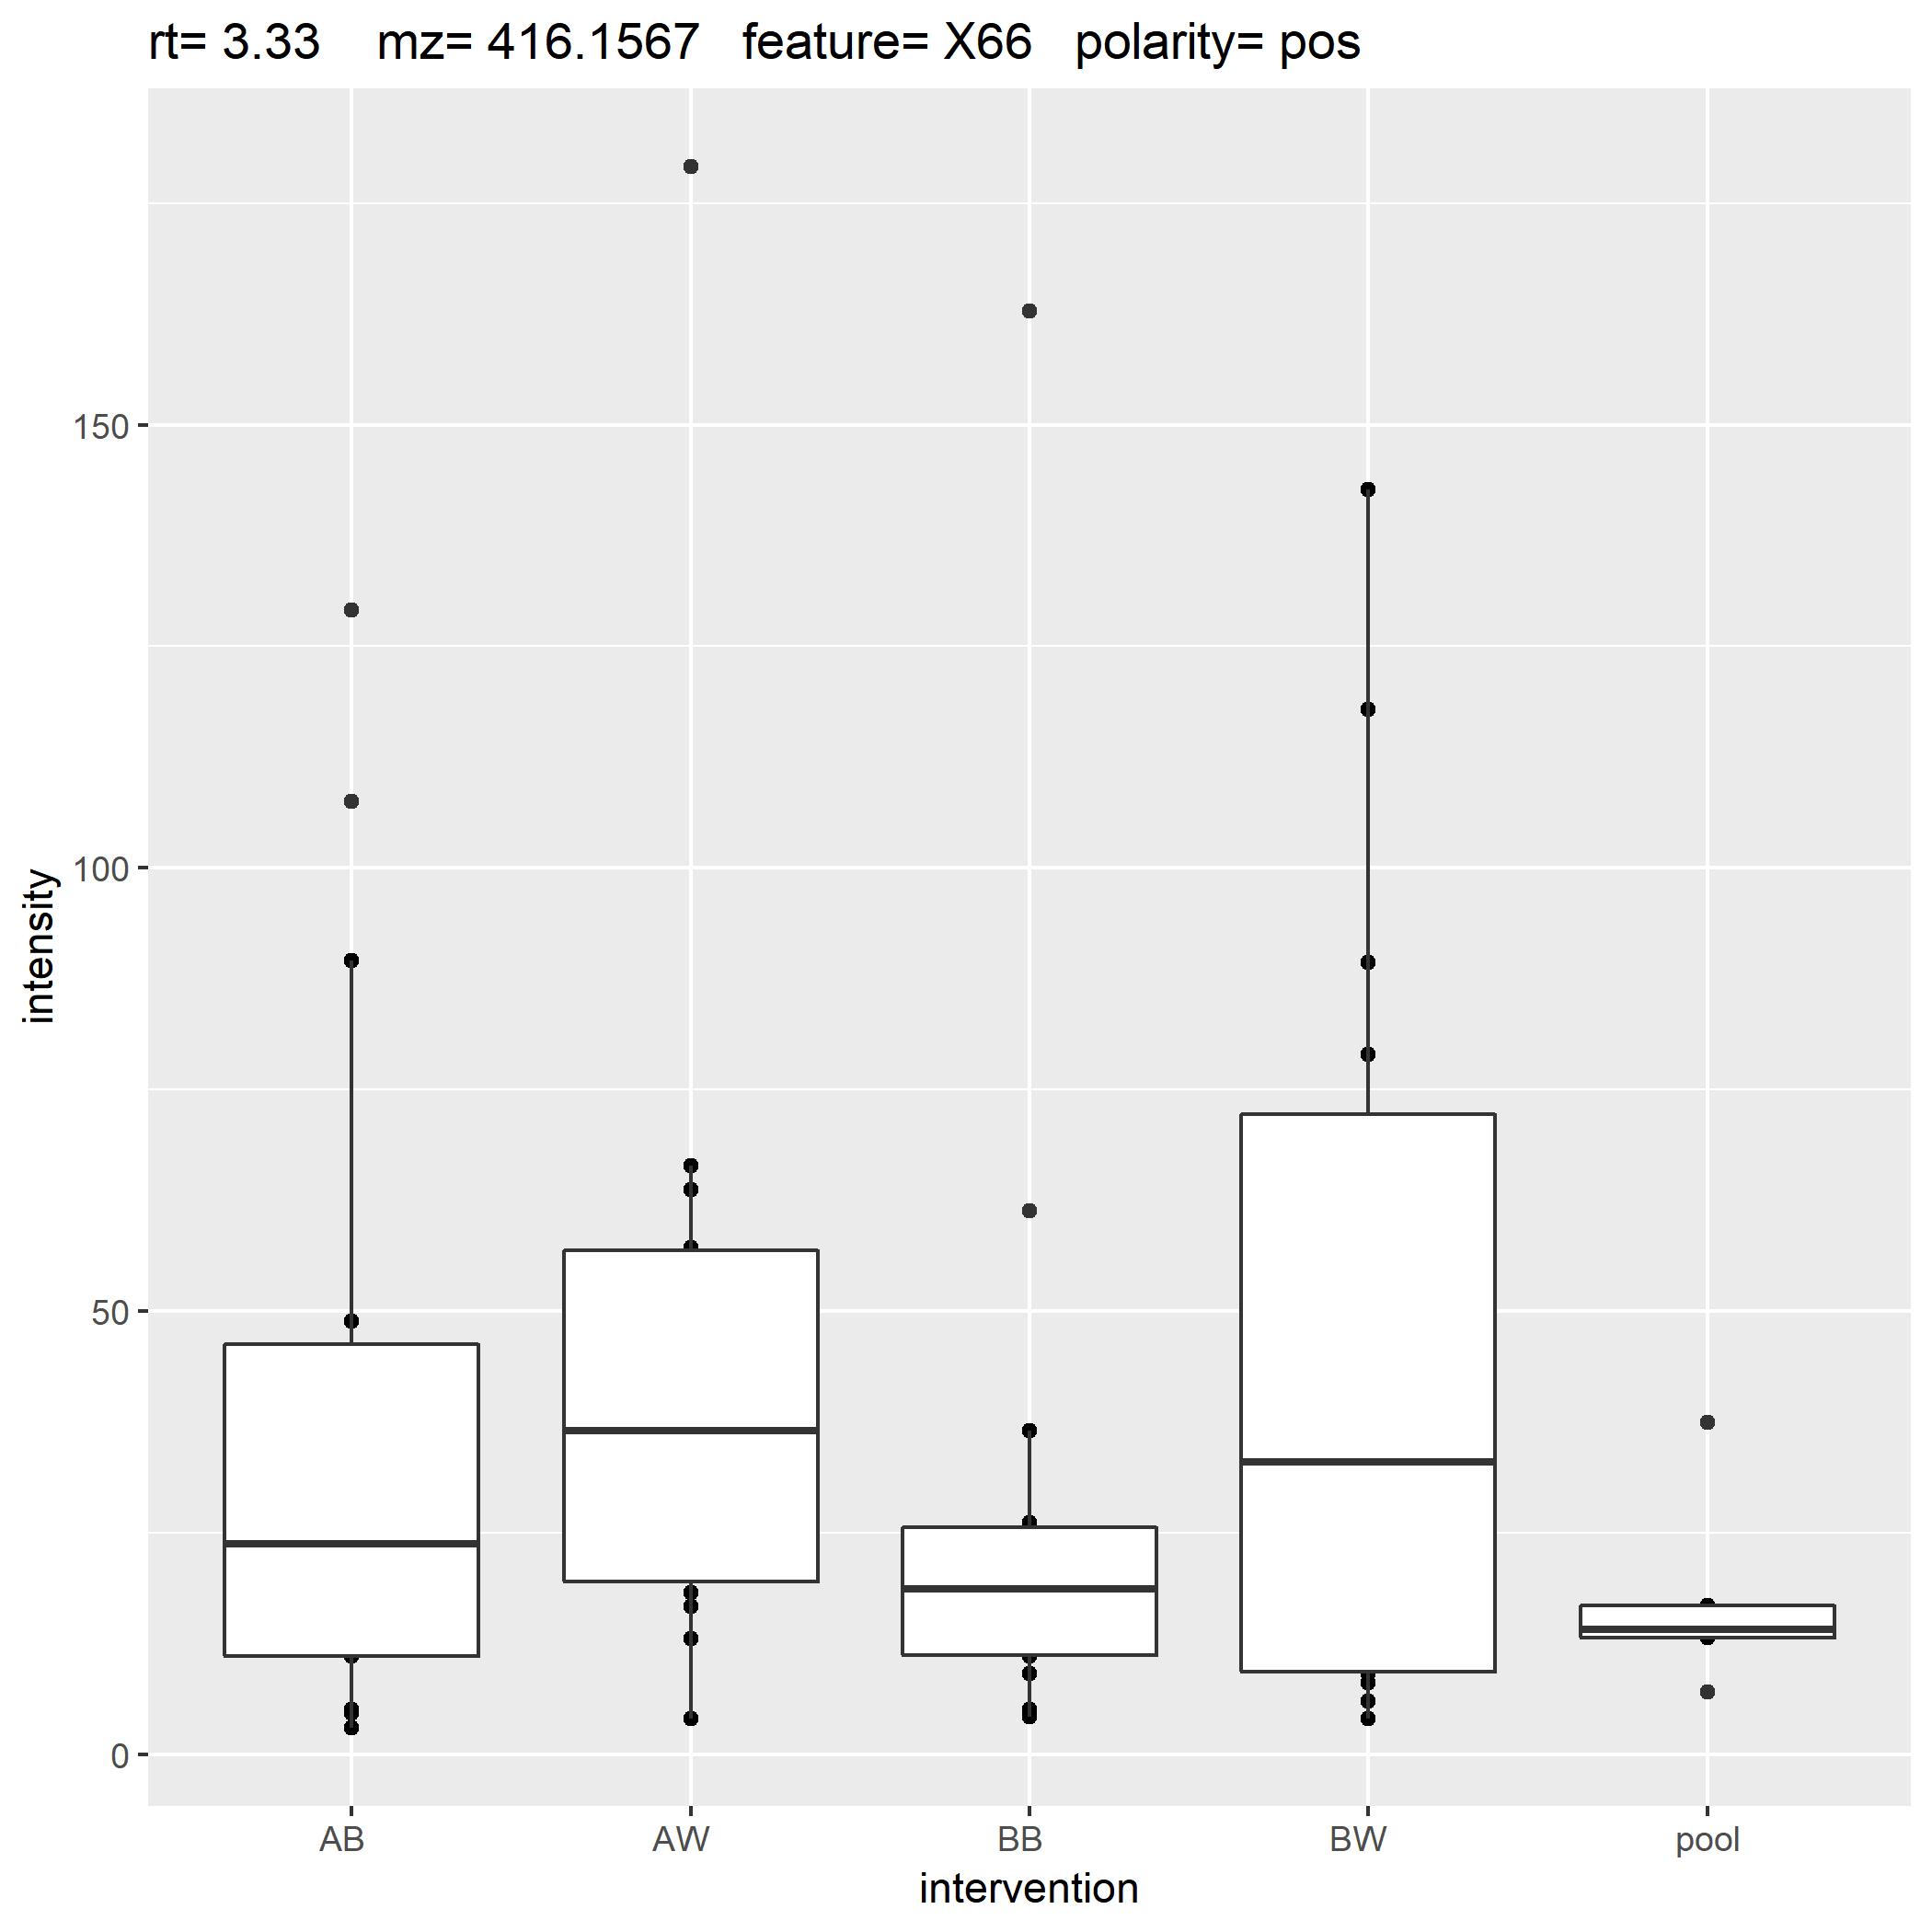 rt= 3.33 mz= 416.1567 feature= X66 polarity= pos
150
100
50
0
intensity
AB AW BB BW pool
intervention